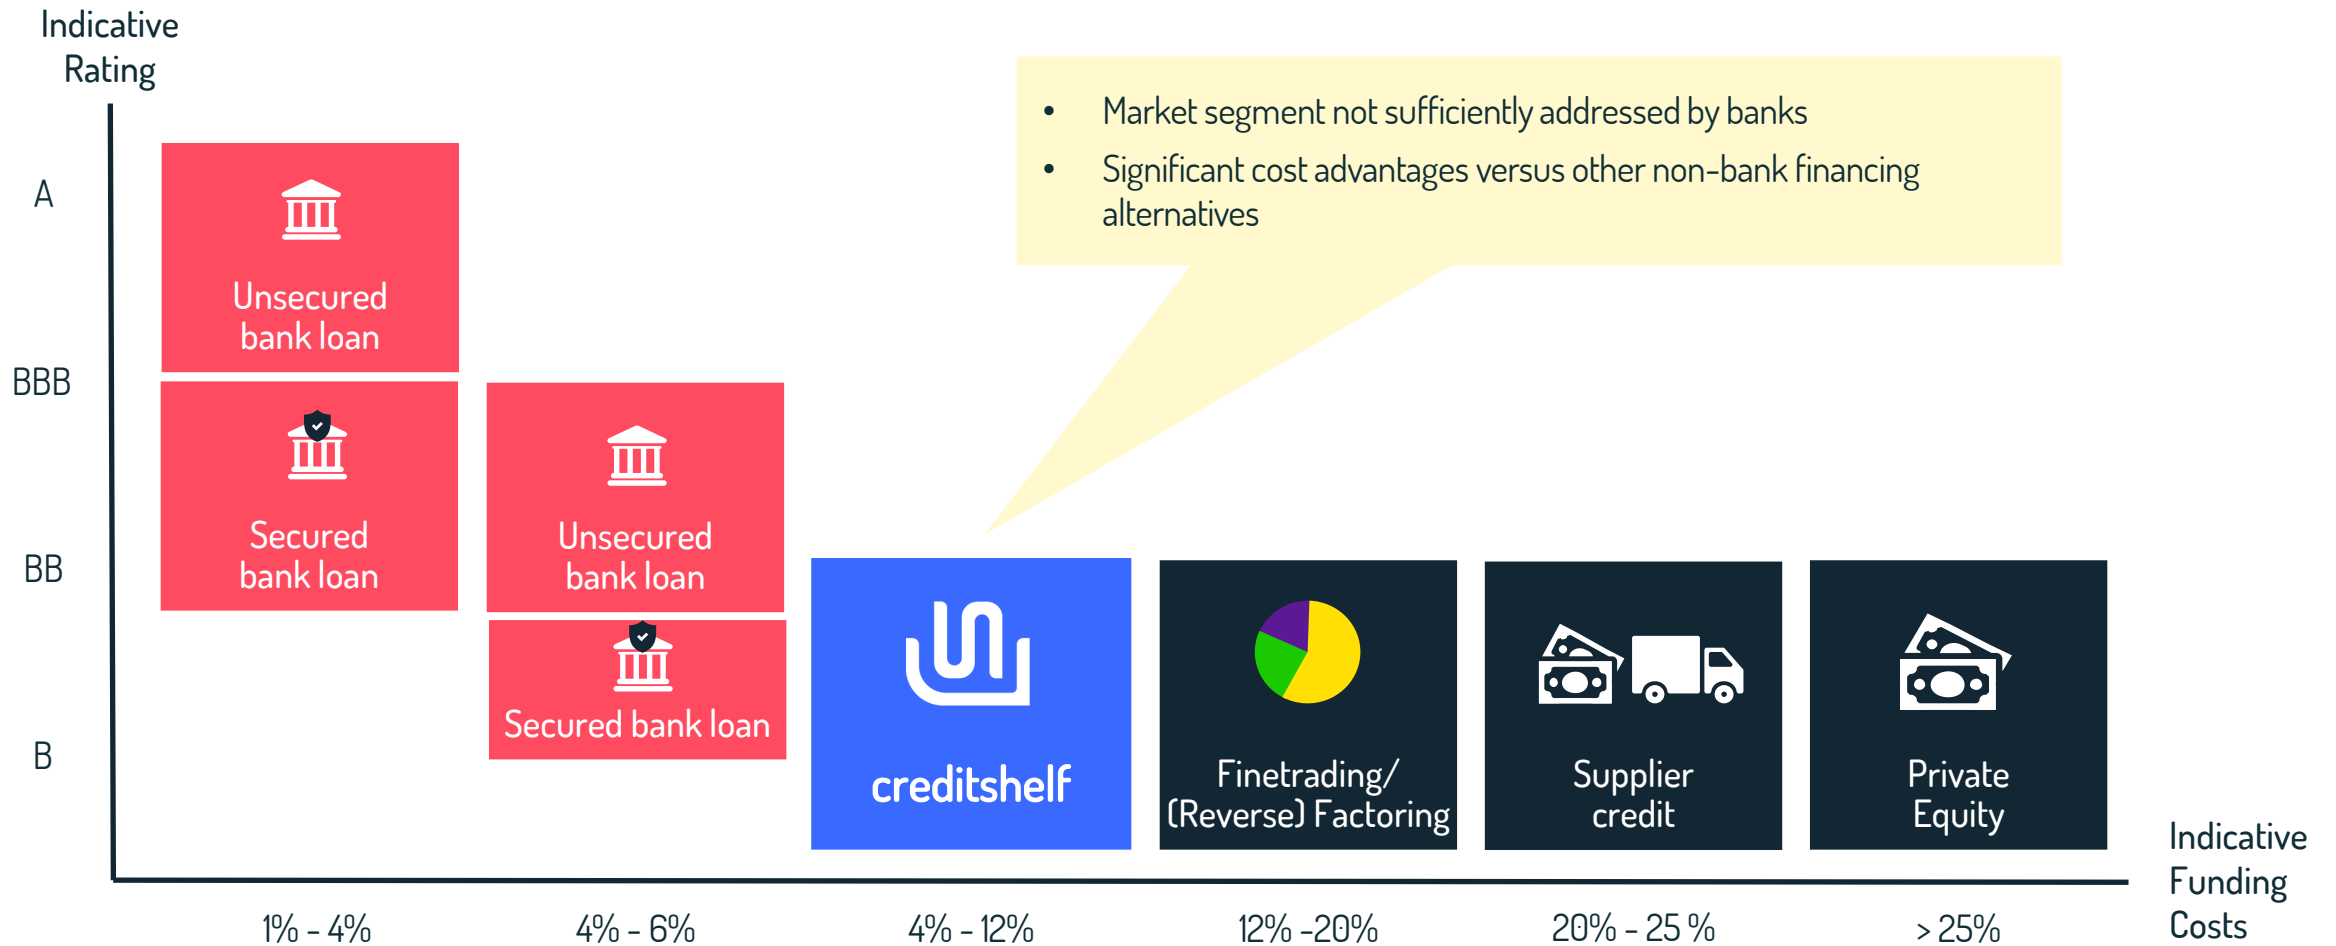 Indicative
Rating
• Market segment not sufficiently addressed by banks
• Significant cost advantages versus other non-bank financing
alternatives
A
BBB
BB
B
Unsecured
bank loan
Secured
bank loan
Unsecured
bank loan
Secured bank loan
creditshelf
Finetrading/
(Reverse) Factoring
Supplier
credit
Private
Equity
1% - 4%
4% - 6%
4% - 12%
12% -20%
20% - 25 %
> 25%
Indicative
Funding
Costs